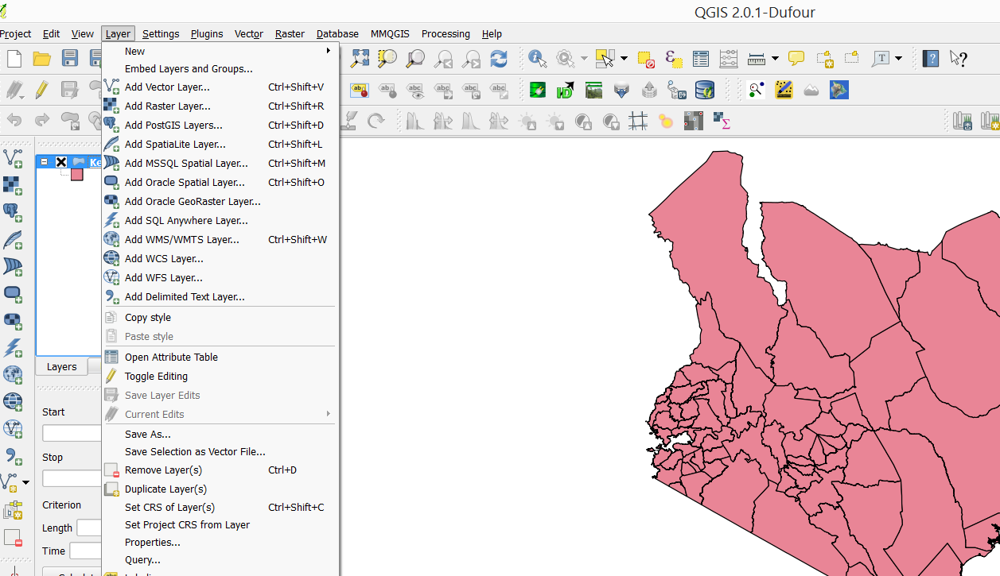 QGIS 2.0.1-Dufour
Project Edit View Layer Settings Plugins Vector Raster Database MMQGIS Processing Help
New
Embed Layers and Groups...
Add Vector Layer... Ctrl+Shift+V
Add Raster Layer... Ctrl+Shift+R
Add PostGIS Layers... Ctrl+Shift+D
Add SpatiaLite Layer... Ctrl+Shift+L
Add MSSQL Spatial Layer... Ctrl+Shift+M
Add Oracle Spatial Layer... Ctrl+Shift+O
Add Oracle GeoRaster Layer...
Add SQL Anywhere Layer...
Add WMS/WMTS Layer... Ctrl+Shift+W
Add WCS Layer...
Add WFS Layer...
Add Delimited Text Layer...
Copy style
Paste style
Open Attribute Table
Toggle Editing
Save Layer Edits
Current Edits
Save As...
Save Selection as Vector File...
Remove Layer(s) Ctrl+D
Duplicate Layer(s)
Set CRS of Layer(s) Ctrl+Shift+C
Set Project CRS from Layer
Properties...
Query...
Ke
Layers
Start
Stop
Criterion
Length
Time